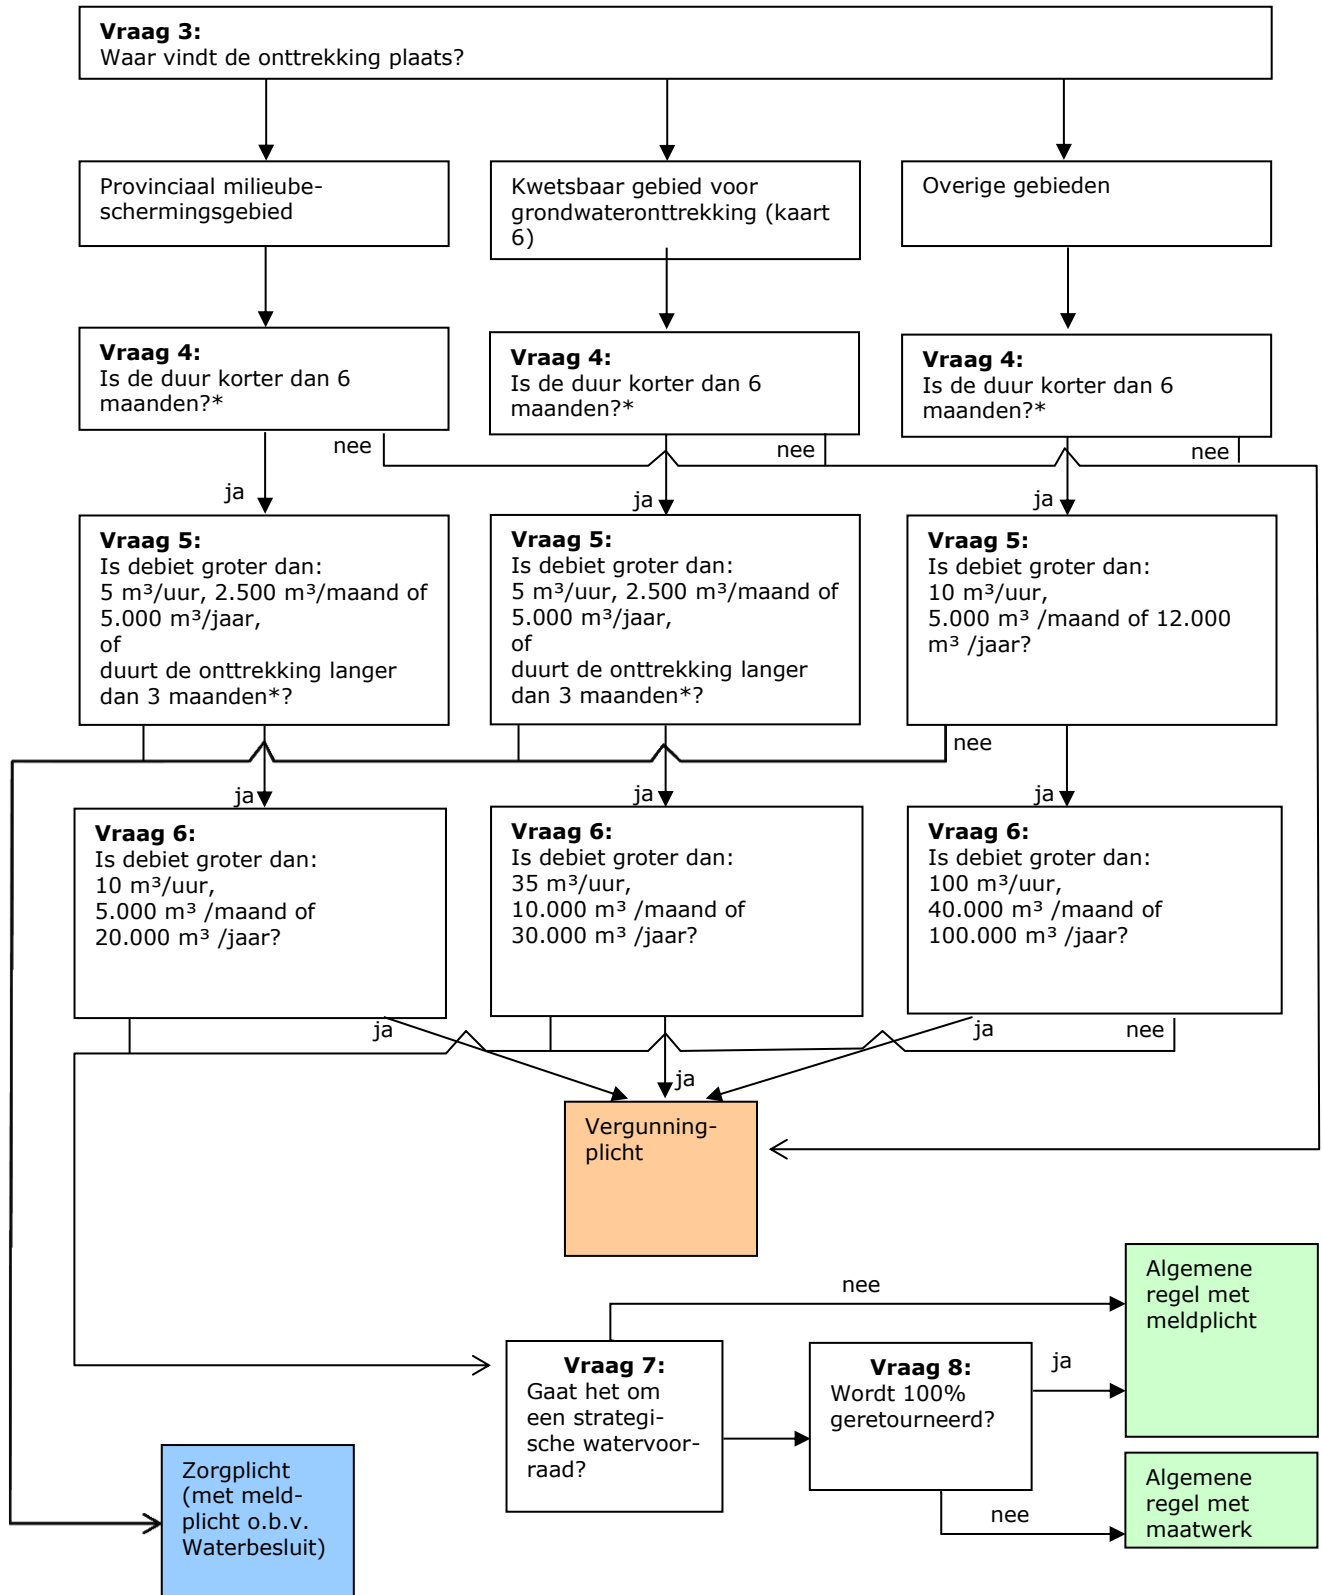 Vraag 3:
Waar vindt de onttrekking plaats?
Provinciaal milieube-
schermingsgebied
Kwetsbaar gebied voor
grondwateronttrekking (kaart
6)
Overige gebieden
Vraag 4:
Is de duur korter dan 6
maanden?*
nee
ja
Vraag 4:
Is de duur korter dan 6
maanden?*
nee
ja
Vraag 4:
Is de duur korter dan 6
maanden?*
nee
ja
Vraag 5:
Is debiet groter dan:
5 m³/uur, 2.500 m³/maand of
5.000 m³/jaar,
of
duurt de onttrekking langer
dan 3 maanden*?
ja
Vraag 5:
Is debiet groter dan:
5 m³/uur, 2.500 m³/maand of
5.000 m³/jaar,
of
duurt de onttrekking langer
dan 3 maanden*?
ja
Vraag 5:
Is debiet groter dan:
10 m³/uur,
5.000 m³ /maand of 12.000
m³ /jaar?
nee
ja
Vraag 6:
Is debiet groter dan:
10 m³/uur,
5.000 m³ /maand of
20.000 m³ /jaar?
ja
Vraag 6:
Is debiet groter dan:
35 m³/uur,
10.000 m³ /maand of
30.000 m³ /jaar?
ja
Vraag 6:
Is debiet groter dan:
100 m³/uur,
40.000 m³ /maand of
100.000 m³ /jaar?
ja
nee
Vergunning-
plicht
nee
Algemene
regel met
meldplicht
Vraag 7:
Gaat het om
een strategi-
sche watervoor-
raad?
Vraag 8:
Wordt 100%
geretourneerd?
ja
nee
Algemene
regel met
maatwerk
Zorgplicht
(met meld-
plicht o.b.v.
Waterbesluit)